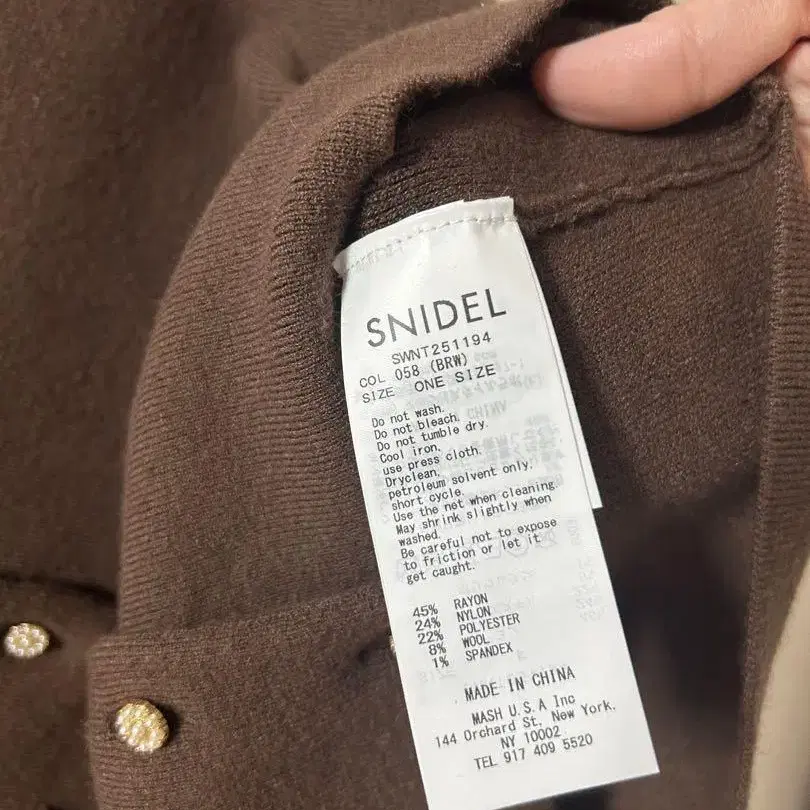 SNIDEL
SWNT251194
COL 058 (BRW)
SIZE ONE SIZE
Do not wash.
Do not bleach.
Do not tumble dry.
Cool iron.
use press cloth.
Dryclean.
petroleum solvent only.
short cycle.
Use the net when cleaning.
May shrink slightly when
washed.
Be careful not to expose
to friction or let it
get caught.
45% RAYON
24% NYLON
22% POLYESTER
8% WOOL
1% SPANDEX
MADE IN CHINA
MASH U.S.A Inc
144 Orchard St, New York,
NY 10002
TEL 917 409 5520